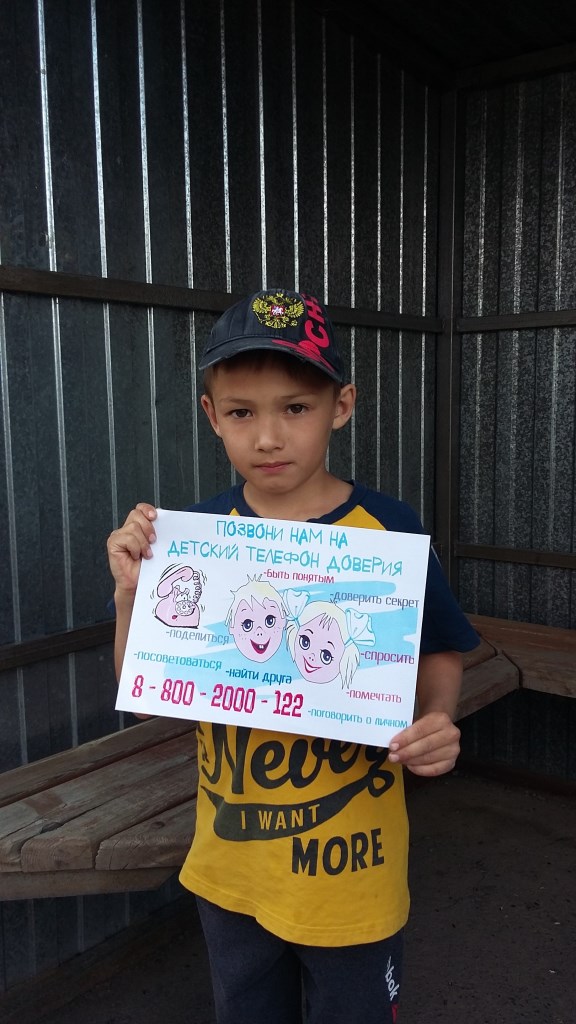 ПОЗВОНИ НАМ НА
ДЕТСКИЙ ТЕЛЕФОН ДОВЕРИЯ
-быть понятым
-доверить секрет
-поделиться
-спросить
-посоветоваться
-найти друга
-помечтать
8 - 800 - 2000 - 122
-поговорить о личном
Never
I WANT
MORE